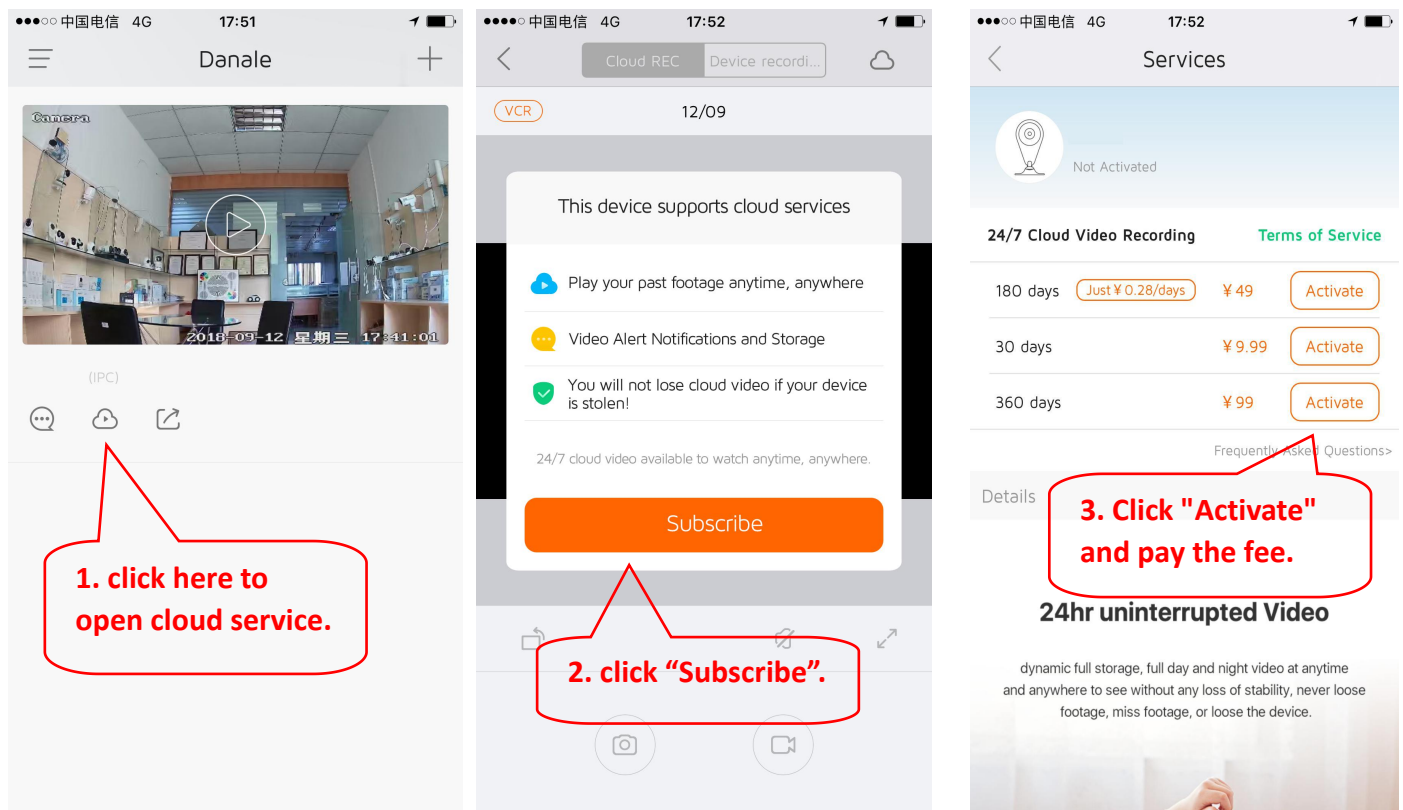 中国电信 4G 17:51
Danale
Camera
2018-09-12 星期三 17:41:01
(IPC)
1. click here to
open cloud service.
中国电信 4G 17:52
Cloud REC Device recordi...
VCR 12/09
This device supports cloud services
Play your past footage anytime, anywhere
Video Alert Notifications and Storage
You will not lose cloud video if your device
is stolen!
24/7 cloud video available to watch anytime, anywhere.
Subscribe
2. click “Subscribe”.
中国电信 4G 17:52
Services
Not Activated
24/7 Cloud Video Recording Terms of Service
180 days Just ¥ 0.28/days ¥ 49 Activate
30 days ¥ 9.99 Activate
360 days ¥ 99 Activate
Frequently Asked Questions>
Details
3. Click "Activate"
and pay the fee.
24hr uninterrupted Video
dynamic full storage, full day and night video at anytime
and anywhere to see without any loss of stability, never loose
footage, miss footage, or loose the device.